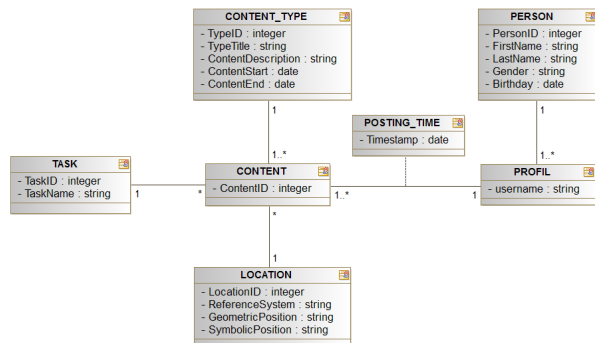 CONTENT_TYPE
- TypeID : integer
- TypeTitle : string
- ContentDescription : string
- ContentStart : date
- ContentEnd : date
PERSON
- PersonID : integer
- FirstName : string
- LastName : string
- Gender : string
- Birthday : date
1
1
POSTING_TIME
- Timestamp : date
1..*
1..*
TASK
- TaskID : integer
- TaskName : string
CONTENT
- ContentID : integer
PROFIL
- username : string
1
*
1..*
1
*
1
LOCATION
- LocationID : integer
- ReferenceSystem : string
- GeometricPosition : string
- SymbolicPosition : string